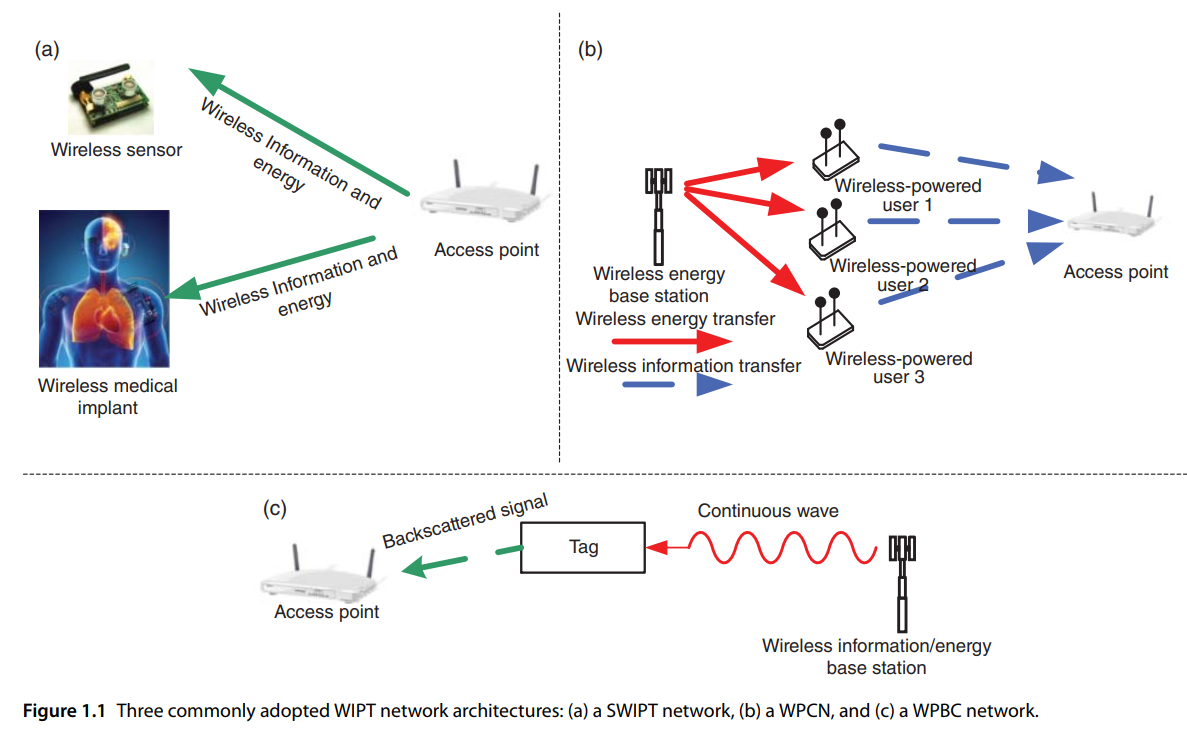 (a)
Wireless sensor
Wireless Information and
energy
Access point
Wireless Information and
energy
Wireless medical
implant
(b)
Wireless energy
base station
Wireless energy transfer
Wireless information transfer
Wireless-powered
user 1
Wireless-powered
user 2
Wireless-powered
user 3
Access point
(c)
Backscattered signal
Tag
Continuous wave
Access point
Wireless information/energy
base station
Figure 1.1 Three commonly adopted WIPT network architectures: (a) a SWIPT network, (b) a WPCN, and (c) a WPBC network.